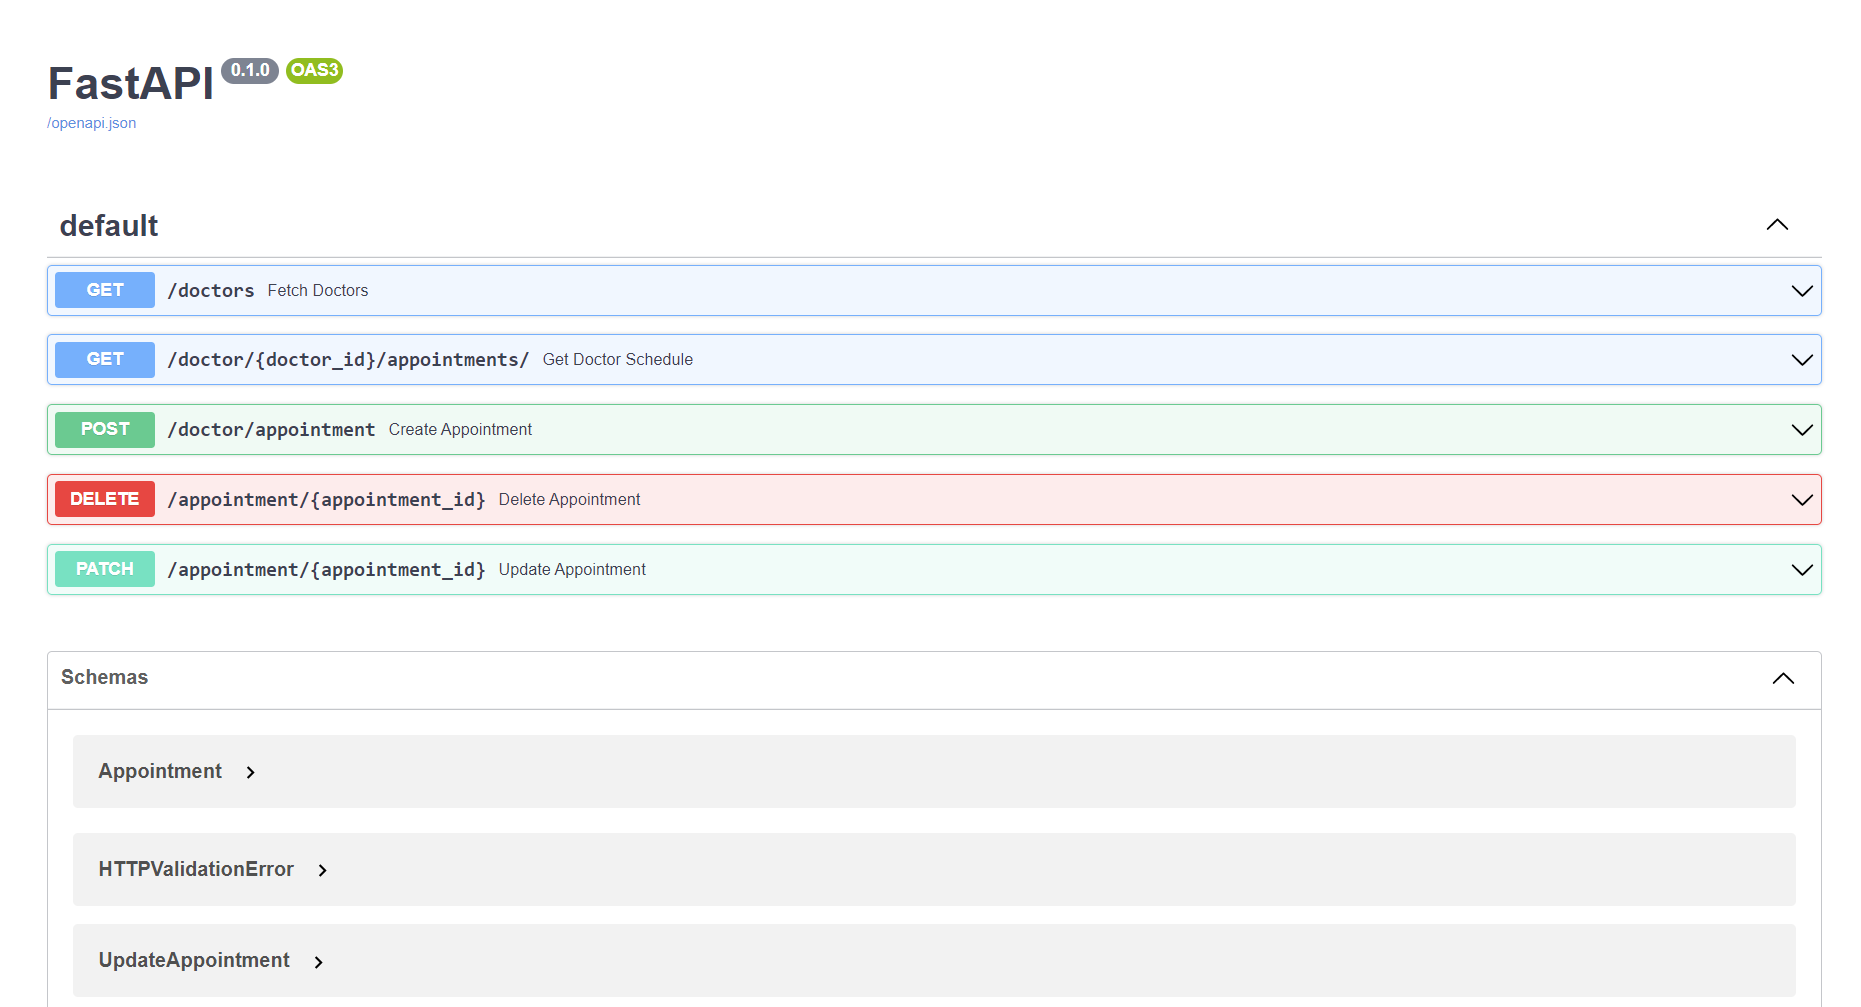 FastAPI 0.1.0 OAS3
/openapi.json
default
GET /doctors Fetch Doctors
GET /doctor/{doctor_id}/appointments/ Get Doctor Schedule
POST /doctor/appointment Create Appointment
DELETE /appointment/{appointment_id} Delete Appointment
PATCH /appointment/{appointment_id} Update Appointment
Schemas
Appointment
HTTPValidationError
UpdateAppointment